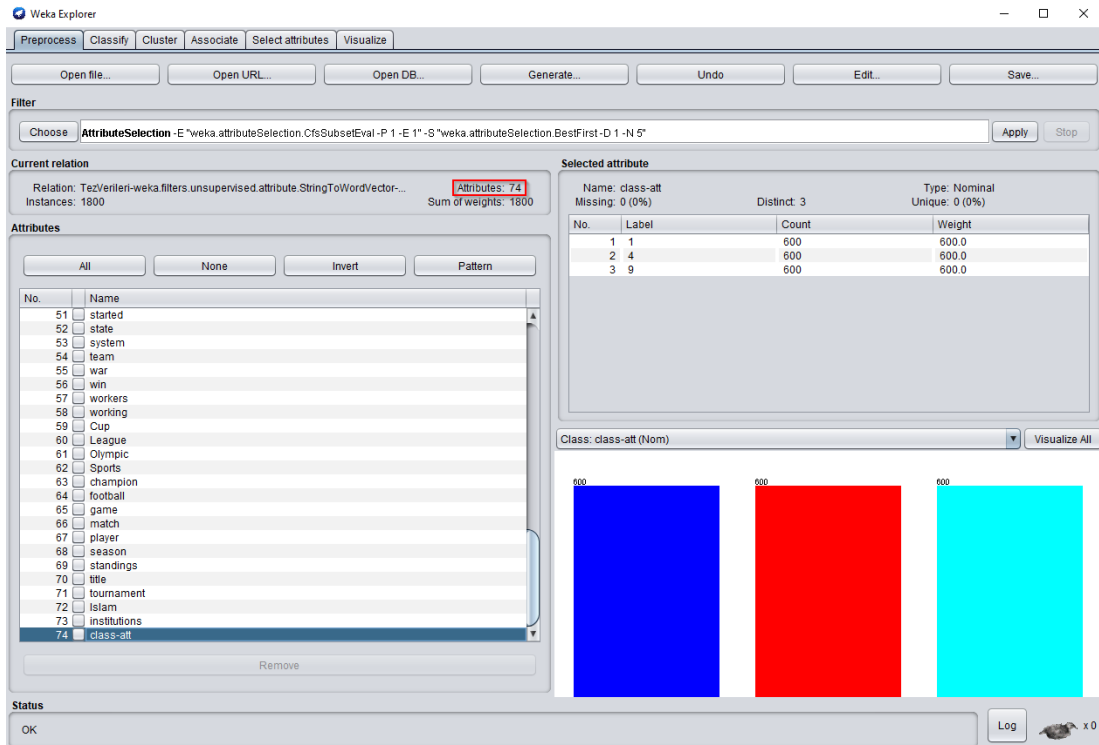 Weka Explorer
Preprocess Classify Cluster Associate Select attributes Visualize
Open file... Open URL... Open DB... Generate... Undo Edit... Save...
Filter
Choose AttributeSelection -E "weka.attributeSelection.CfsSubsetEval -P 1 -E 1" -S "weka.attributeSelection.BestFirst -D 1 -N 5" Apply Stop
Current relation
Relation: TezVerileri-weka.filters.unsupervised.attribute.StringToWordVector-... Attributes: 74
Instances: 1800 Sum of weights: 1800
Attributes
All None Invert Pattern
No. Name
51 started
52 state
53 system
54 team
55 war
56 win
57 workers
58 working
59 Cup
60 League
61 Olympic
62 Sports
63 champion
64 football
65 game
66 match
67 player
68 season
69 standings
70 title
71 tournament
72 Islam
73 institutions
74 class-att
Remove
Selected attribute
Name: class-att Type: Nominal
Missing: 0 (0%) Distinct: 3 Unique: 0 (0%)
No. Label Count Weight
1 1 600 600.0
2 4 600 600.0
3 9 600 600.0
Class: class-att (Nom) Visualize All
600 600 600
Status
OK Log x 0